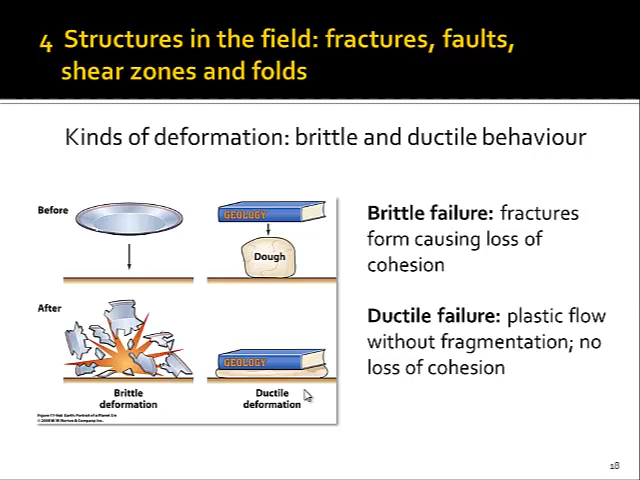 4 Structures in the field: fractures, faults,
shear zones and folds
Kinds of deformation: brittle and ductile behaviour
Before
GEOLOGY
Dough
After
GEOLOGY
Brittle
deformation
Ductile
deformation
Brittle failure: fractures
form causing loss of
cohesion
Ductile failure: plastic flow
without fragmentation; no
loss of cohesion
18